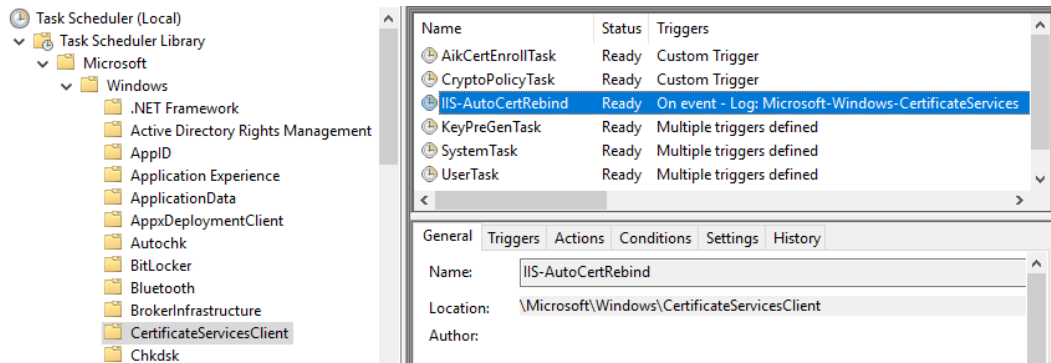 Task Scheduler (Local)
Task Scheduler Library
Microsoft
Windows
.NET Framework
Active Directory Rights Management
AppID
Application Experience
ApplicationData
AppxDeploymentClient
Autochk
BitLocker
Bluetooth
BrokerInfrastructure
CertificateServicesClient
Chkdsk
Name Status Triggers
AikCertEnrollTask Ready Custom Trigger
CryptoPolicyTask Ready Custom Trigger
IIS-AutoCertRebind Ready On event - Log: Microsoft-Windows-CertificateServices
KeyPreGenTask Ready Multiple triggers defined
SystemTask Ready Multiple triggers defined
UserTask Ready Multiple triggers defined
General Triggers Actions Conditions Settings History
Name: IIS-AutoCertRebind
Location: \Microsoft\Windows\CertificateServicesClient
Author: